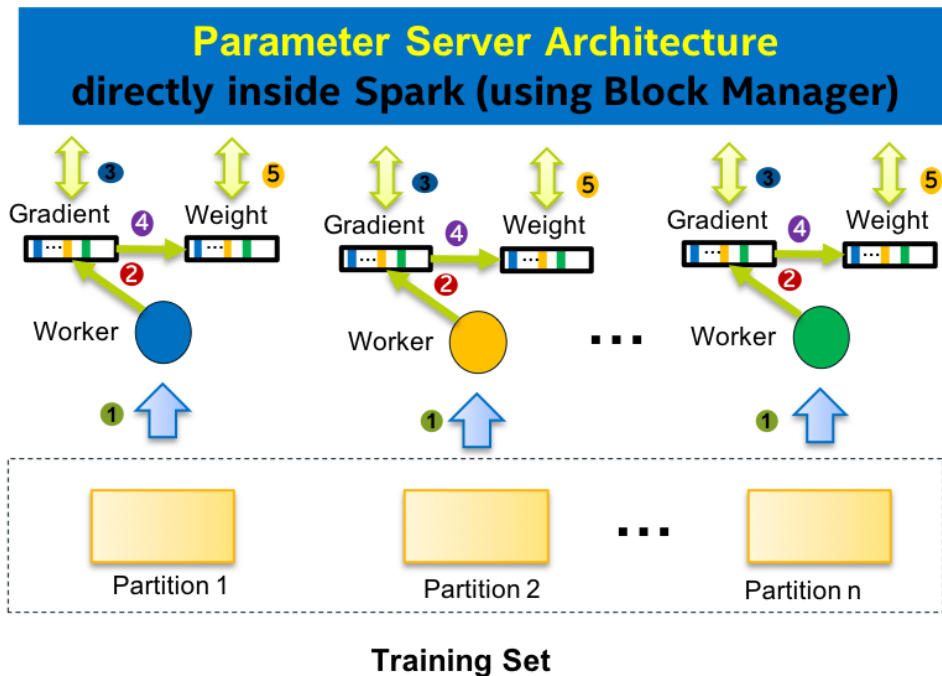 Parameter Server Architecture
directly inside Spark (using Block Manager)
3 5 3 5 3 5
Gradient 4 Weight Gradient 4 Weight Gradient 4 Weight
... ... ... ... ... ...
2 2 2
Worker Worker ... Worker
1 1 1
...
Partition 1 Partition 2 Partition n
Training Set